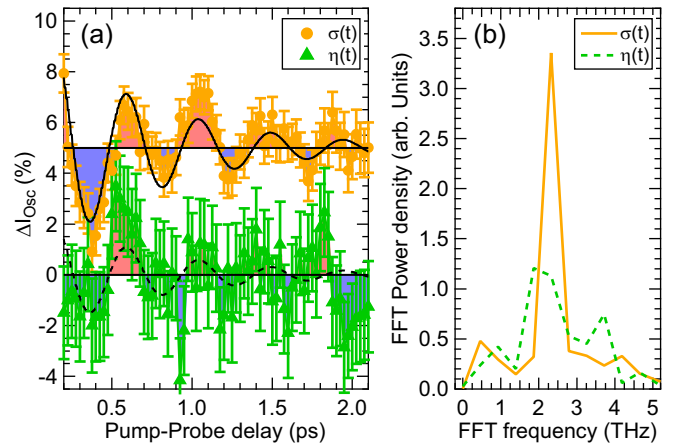 (a)
σ(t)
η(t)
ΔI_Osc (%)
8
6
4
2
0
-2
-4
0.5
1.0
1.5
2.0
Pump-Probe delay (ps)
(b)
σ(t)
η(t)
FFT Power density (arb. Units)
3.5
3.0
2.5
2.0
1.5
1.0
0.5
0.0
0
1
2
3
4
5
FFT frequency (THz)